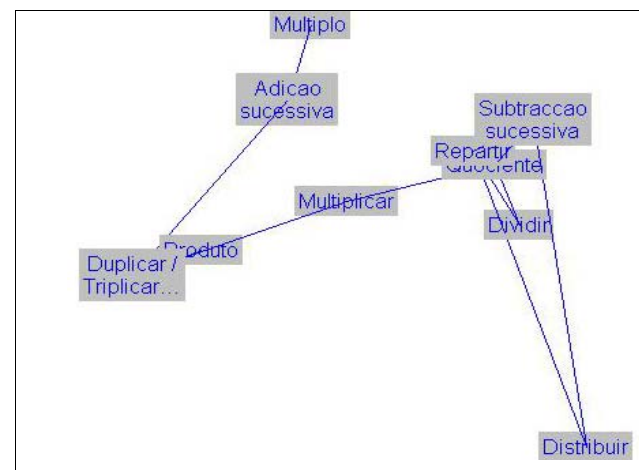 Multiplo
Adicao
sucessiva
Subtraccao
sucessiva
Repartir
Quociente
Multiplicar
Dividir
Produto
Duplicar /
Triplicar...
Distribuir